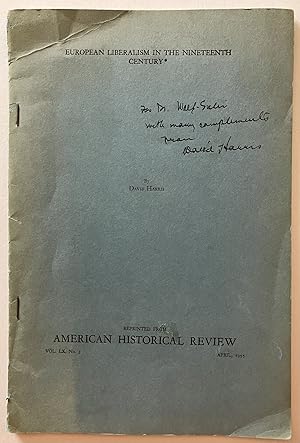 EUROPEAN LIBERALISM IN THE NINETEENTH
CENTURY*
For Dr.
with many compliments
from
David Harris
By
DAVID HARRIS
REPRINTED FROM
AMERICAN HISTORICAL REVIEW
VOL. LX, No. 3 APRIL, 1955